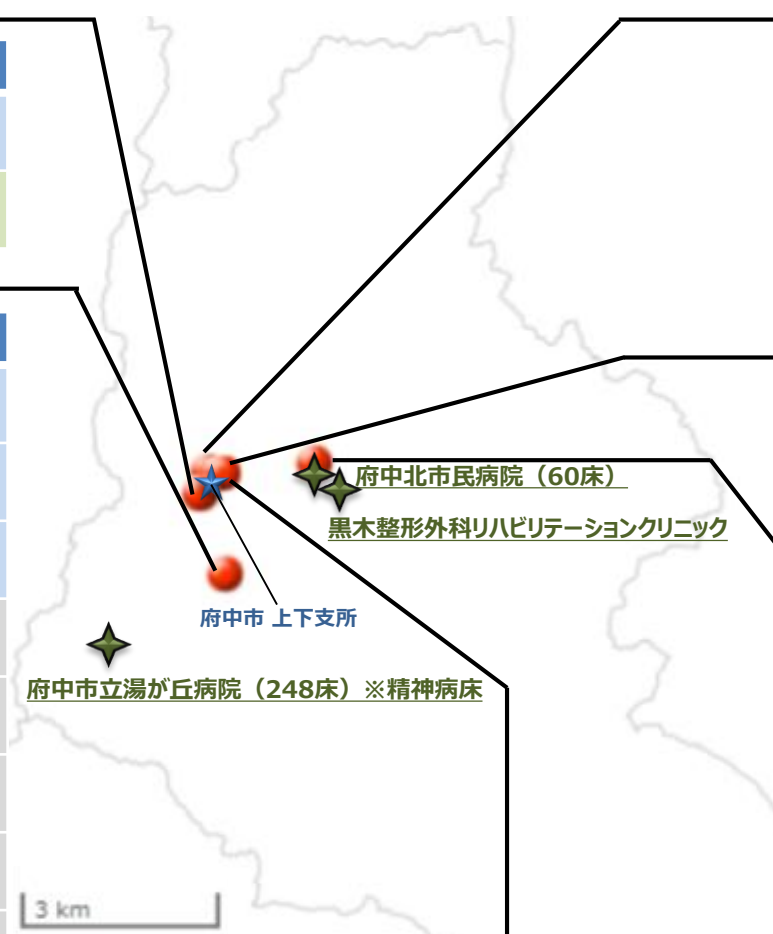 府中北市民病院（60床）
黒木整形外科リハビリテーションクリニック
府中市 上下支所
府中市立湯が丘病院（248床）※精神病床
3 km